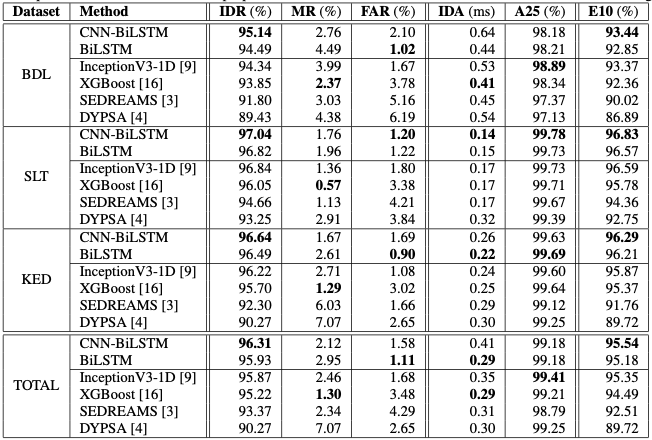 Dataset Method IDR (%) MR (%) FAR (%) IDA (ms) A25 (%) E10 (%)
BDL
CNN-BiLSTM 95.14 2.76 2.10 0.64 98.18 93.44
BiLSTM 94.49 4.49 1.02 0.44 98.21 92.85
InceptionV3-1D [9] 94.34 3.99 1.67 0.53 98.89 93.37
XGBoost [16] 93.85 2.37 3.78 0.41 98.34 92.36
SEDREAMS [3] 91.80 3.03 5.16 0.45 97.37 90.02
DYPSA [4] 89.43 4.38 6.19 0.54 97.13 86.89
SLT
CNN-BiLSTM 97.04 1.76 1.20 0.14 99.78 96.83
BiLSTM 96.82 1.96 1.22 0.15 99.73 96.57
InceptionV3-1D [9] 96.84 1.36 1.80 0.17 99.73 96.59
XGBoost [16] 96.05 0.57 3.38 0.17 99.71 95.78
SEDREAMS [3] 94.66 1.13 4.21 0.17 99.67 94.36
DYPSA [4] 93.25 2.91 3.84 0.32 99.39 92.75
KED
CNN-BiLSTM 96.64 1.67 1.69 0.26 99.63 96.29
BiLSTM 96.49 2.61 0.90 0.22 99.69 96.21
InceptionV3-1D [9] 96.22 2.71 1.08 0.24 99.60 95.87
XGBoost [16] 95.70 1.29 3.02 0.25 99.64 95.37
SEDREAMS [3] 92.30 6.03 1.66 0.29 99.12 91.76
DYPSA [4] 90.27 7.07 2.65 0.30 99.25 89.72
TOTAL
CNN-BiLSTM 96.31 2.12 1.58 0.41 99.18 95.54
BiLSTM 95.93 2.95 1.11 0.29 99.18 95.18
InceptionV3-1D [9] 95.87 2.46 1.68 0.35 99.41 95.35
XGBoost [16] 95.22 1.30 3.48 0.29 99.21 94.49
SEDREAMS [3] 93.37 2.34 4.29 0.31 98.79 92.51
DYPSA [4] 90.27 7.07 2.65 0.30 99.25 89.72